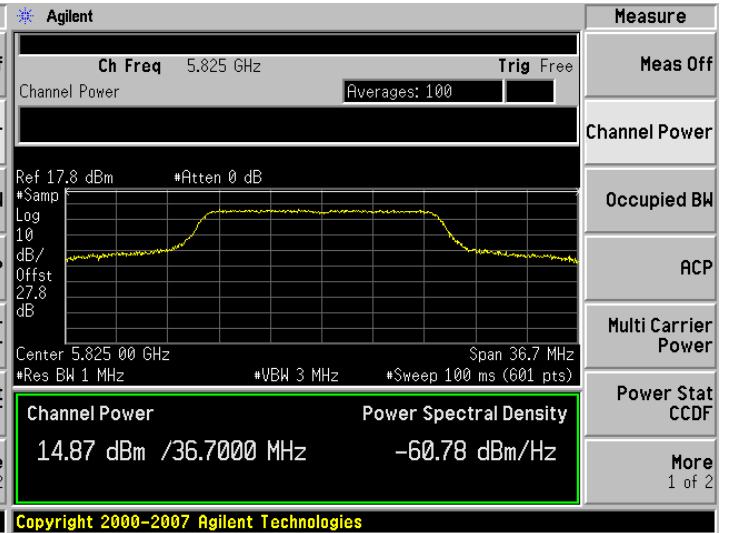 Agilent
Measure
Ch Freq 5.825 GHz Trig Free
Channel Power Averages: 100
Ref 17.8 dBm #Atten 0 dB
#Samp
Log
10
dB/
Offst
27.8
dB
Center 5.825 00 GHz Span 36.7 MHz
#Res BW 1 MHz #VBW 3 MHz #Sweep 100 ms (601 pts)
Channel Power Power Spectral Density
14.87 dBm /36.7000 MHz -60.78 dBm/Hz
Meas Off
Channel Power
Occupied BW
ACP
Multi Carrier
Power
Power Stat
CCDF
More
1 of 2
Copyright 2000-2007 Agilent Technologies